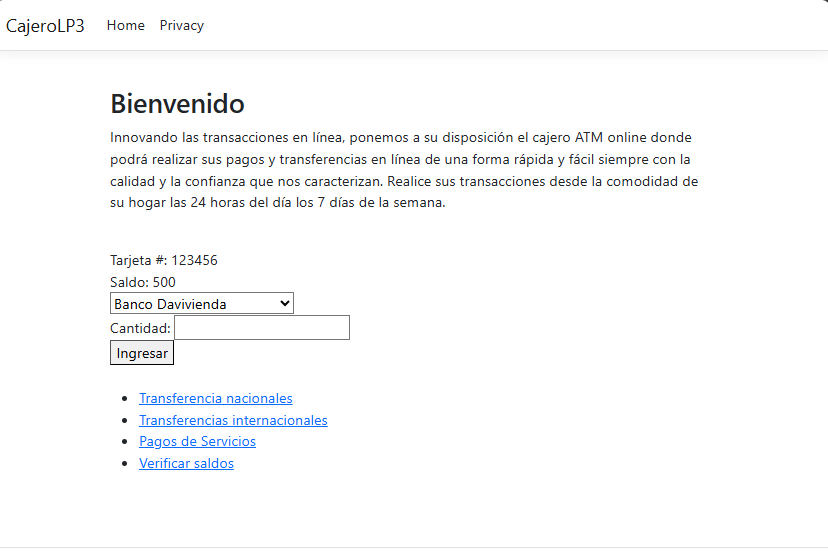 CajeroLP3 Home Privacy
Bienvenido
Innovando las transacciones en línea, ponemos a su disposición el cajero ATM online donde
podrá realizar sus pagos y transferencias en línea de una forma rápida y fácil siempre con la
calidad y la confianza que nos caracterizan. Realice sus transacciones desde la comodidad de
su hogar las 24 horas del día los 7 días de la semana.
Tarjeta #: 123456
Saldo: 500
Banco Davivienda
Cantidad:
Ingresar
Transferencia nacionales
Transferencias internacionales
Pagos de Servicios
Verificar saldos